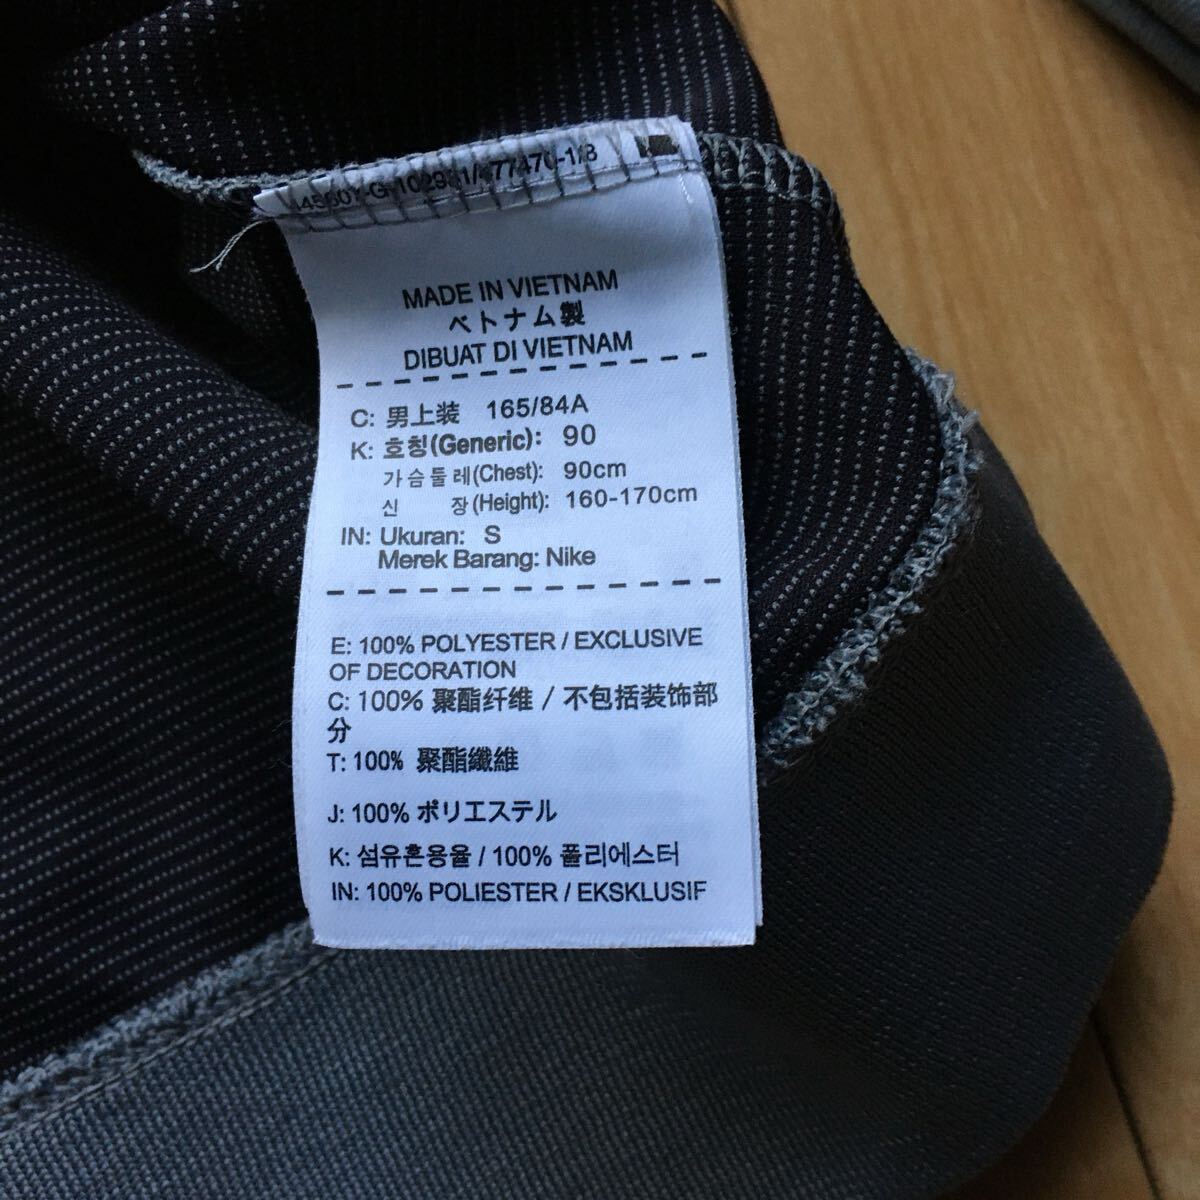 MADE IN VIETNAM
ベトナム製
DIBUAT DI VIETNAM
C: 男上装 165/84A
K: 호칭(Generic): 90
가슴둘레(Chest): 90cm
신 장(Height): 160-170cm
IN: Ukuran: S
Merek Barang: Nike
E: 100% POLYESTER / EXCLUSIVE
OF DECORATION
C: 100% 聚酯纤维 / 不包括装饰部
分
T: 100% 聚酯纖維
J: 100% ポリエステル
K: 섬유혼용율 / 100% 폴리에스터
IN: 100% POLIESTER / EKSKLUSIF